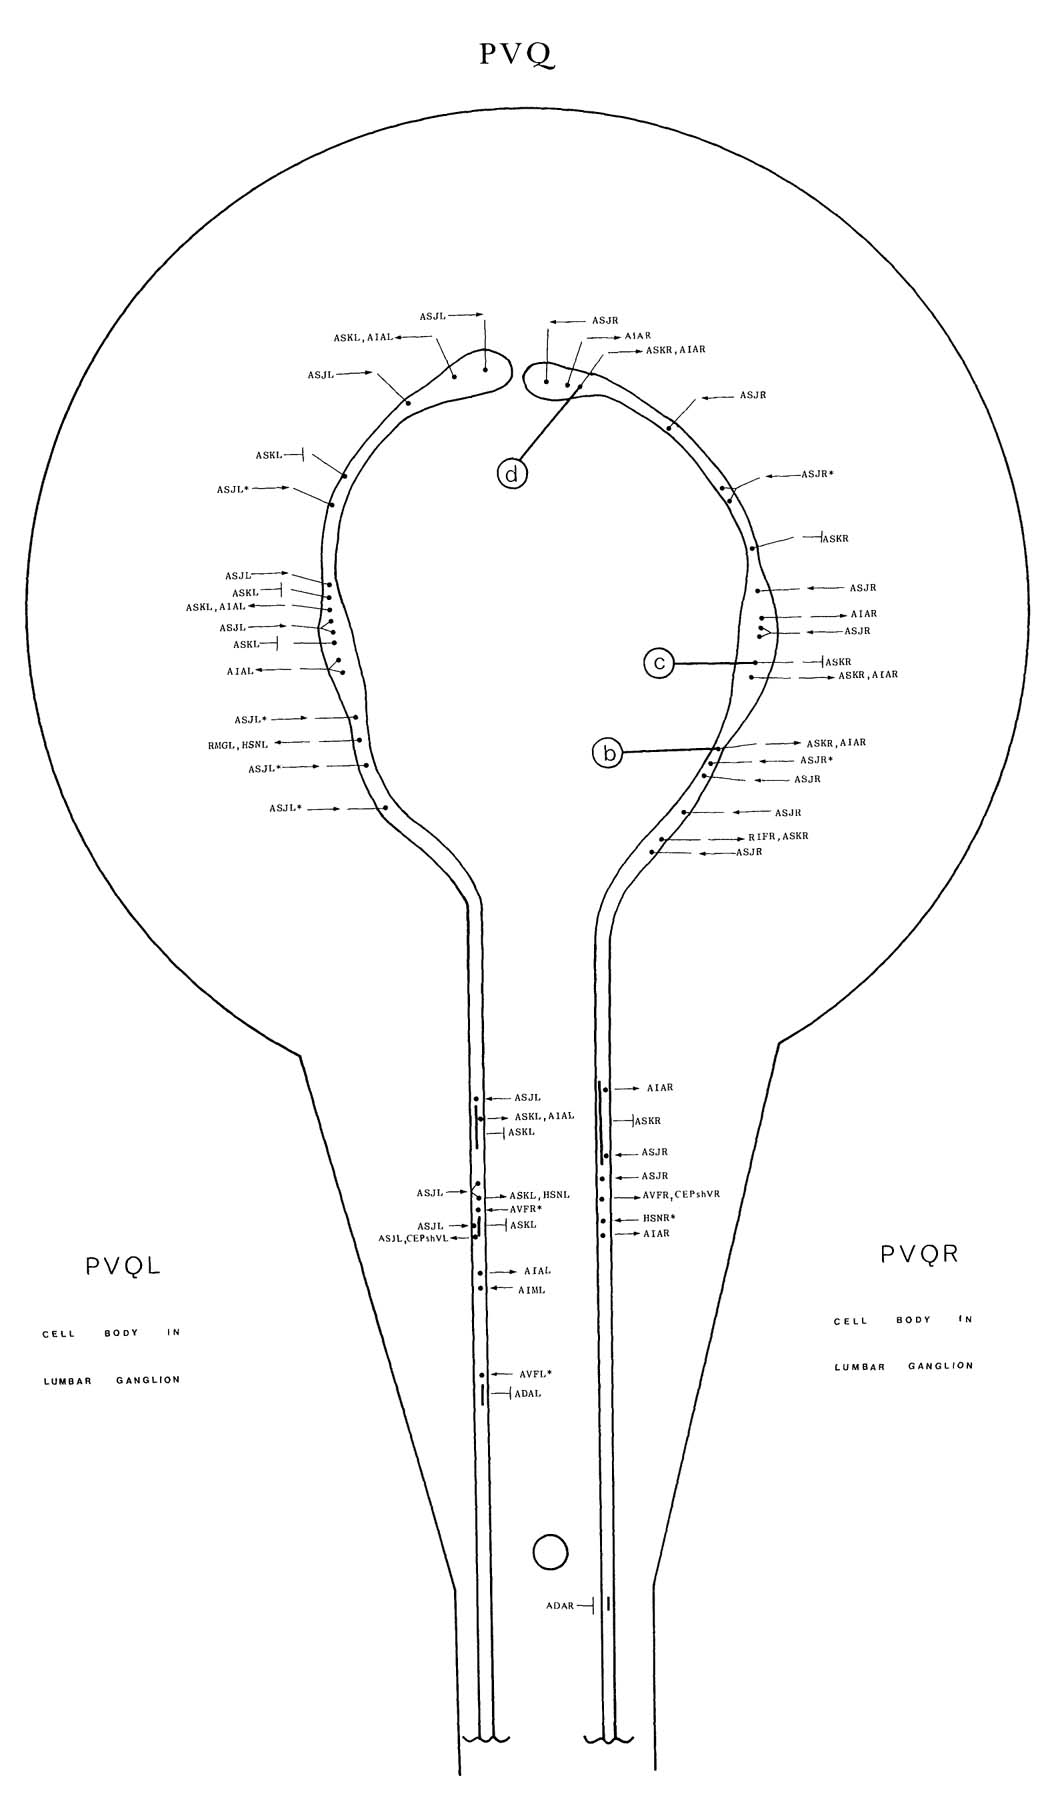 PVQ
ASJL
ASKL,AIAL
ASJL
ASKL
ASJL*
ASJL
ASKL
ASKL,AIAL
ASJL
ASKL
AIAL
ASJL*
RMGL,HSNL
ASJL*
ASJL*
ASJR
AIAR
ASKR,AIAR
ASJR
d
ASJR*
ASKR
ASJR
AIAR
ASJR
c
ASKR
ASKR,AIAR
b
ASKR,AIAR
ASJR*
ASJR
ASJR
RIFR,ASKR
ASJR
ASJL
ASKL,AIAL
ASKL
ASJL
ASKL,HSNL
AVFR*
ASJL
ASKL
ASJL,CEPshVL
AIAL
AIML
AVFL*
ADAL
AIAR
ASKR
ASJR
ASJR
AVFR,CEPshVR
HSNR*
AIAR
ADAR
PVQL
CELL BODY IN
LUMBAR GANGLION
PVQR
CELL BODY IN
LUMBAR GANGLION